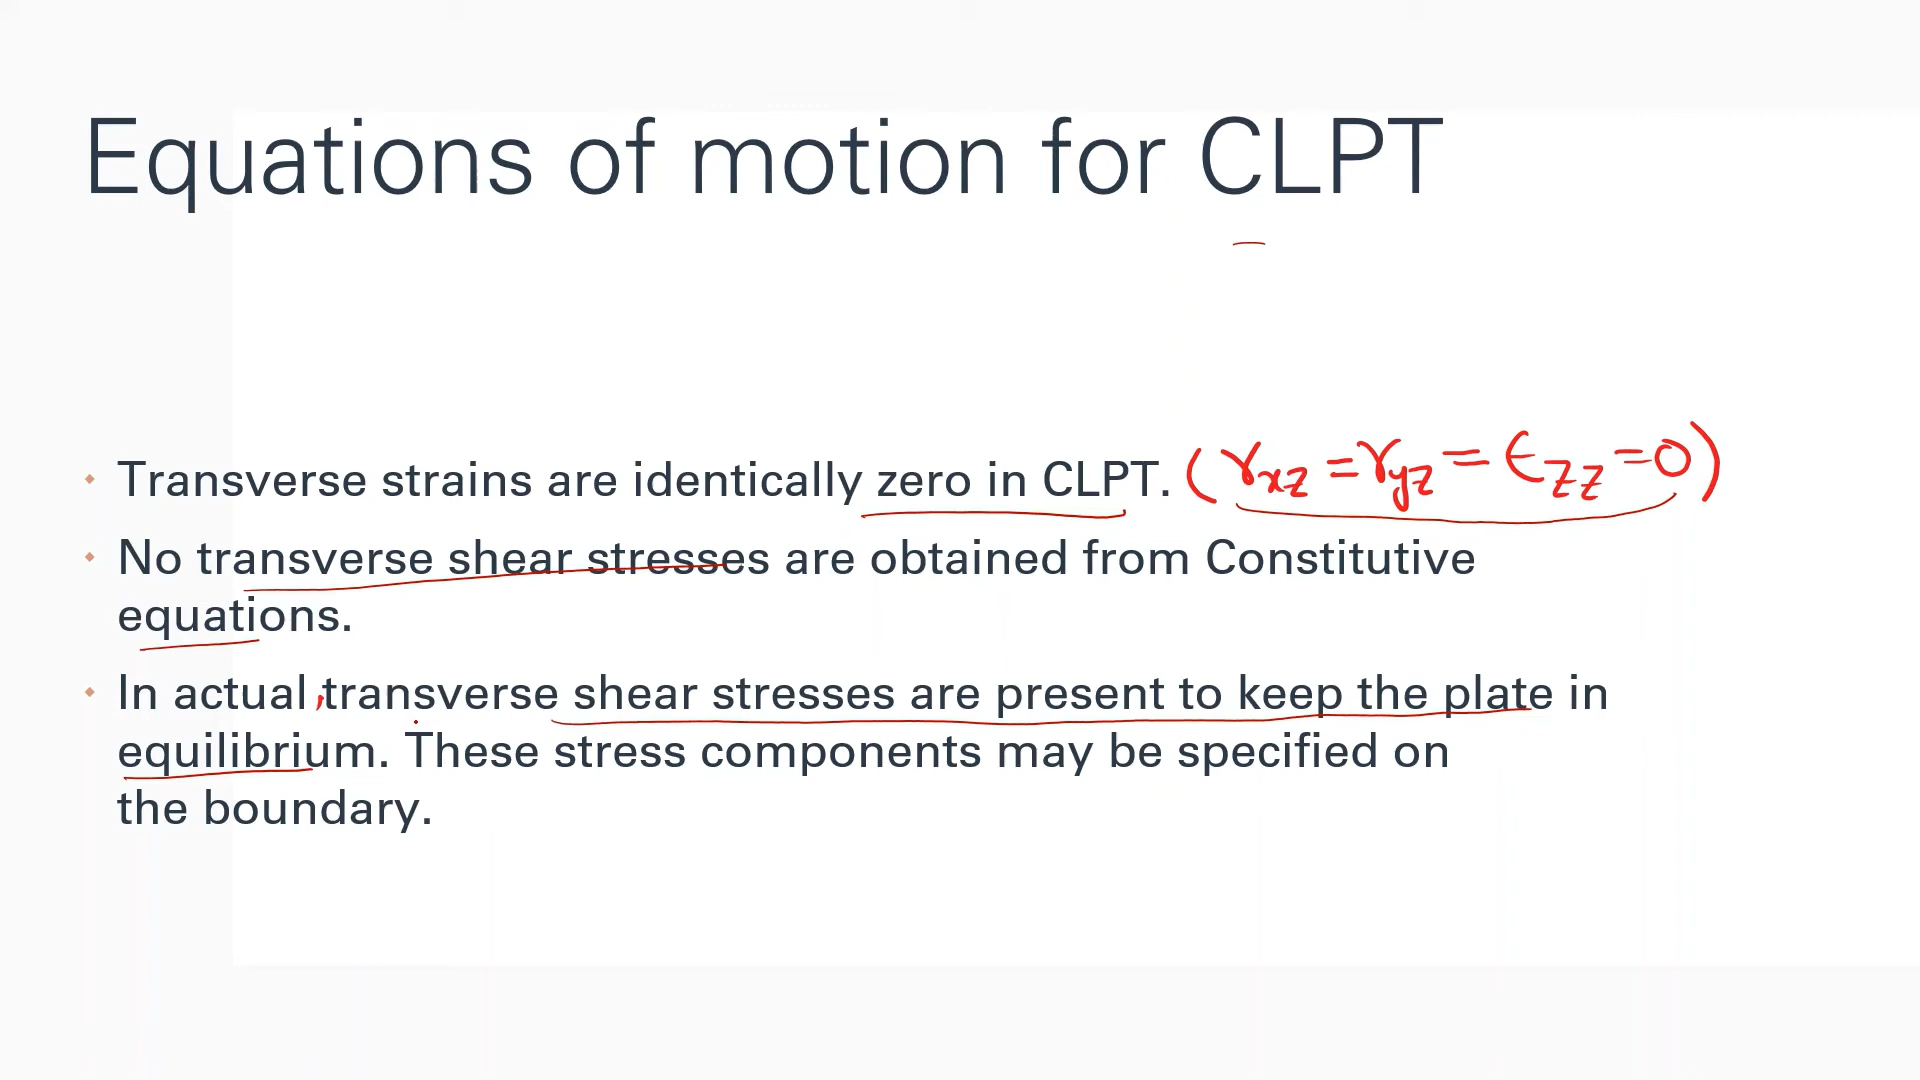 Equations of motion for CLPT
Transverse strains are identically zero in CLPT. (γxz = γyz = ϵzz = 0)
No transverse shear stresses are obtained from Constitutive
equations.
In actual , transverse shear stresses are present to keep the plate in
equilibrium. These stress components may be specified on
the boundary.